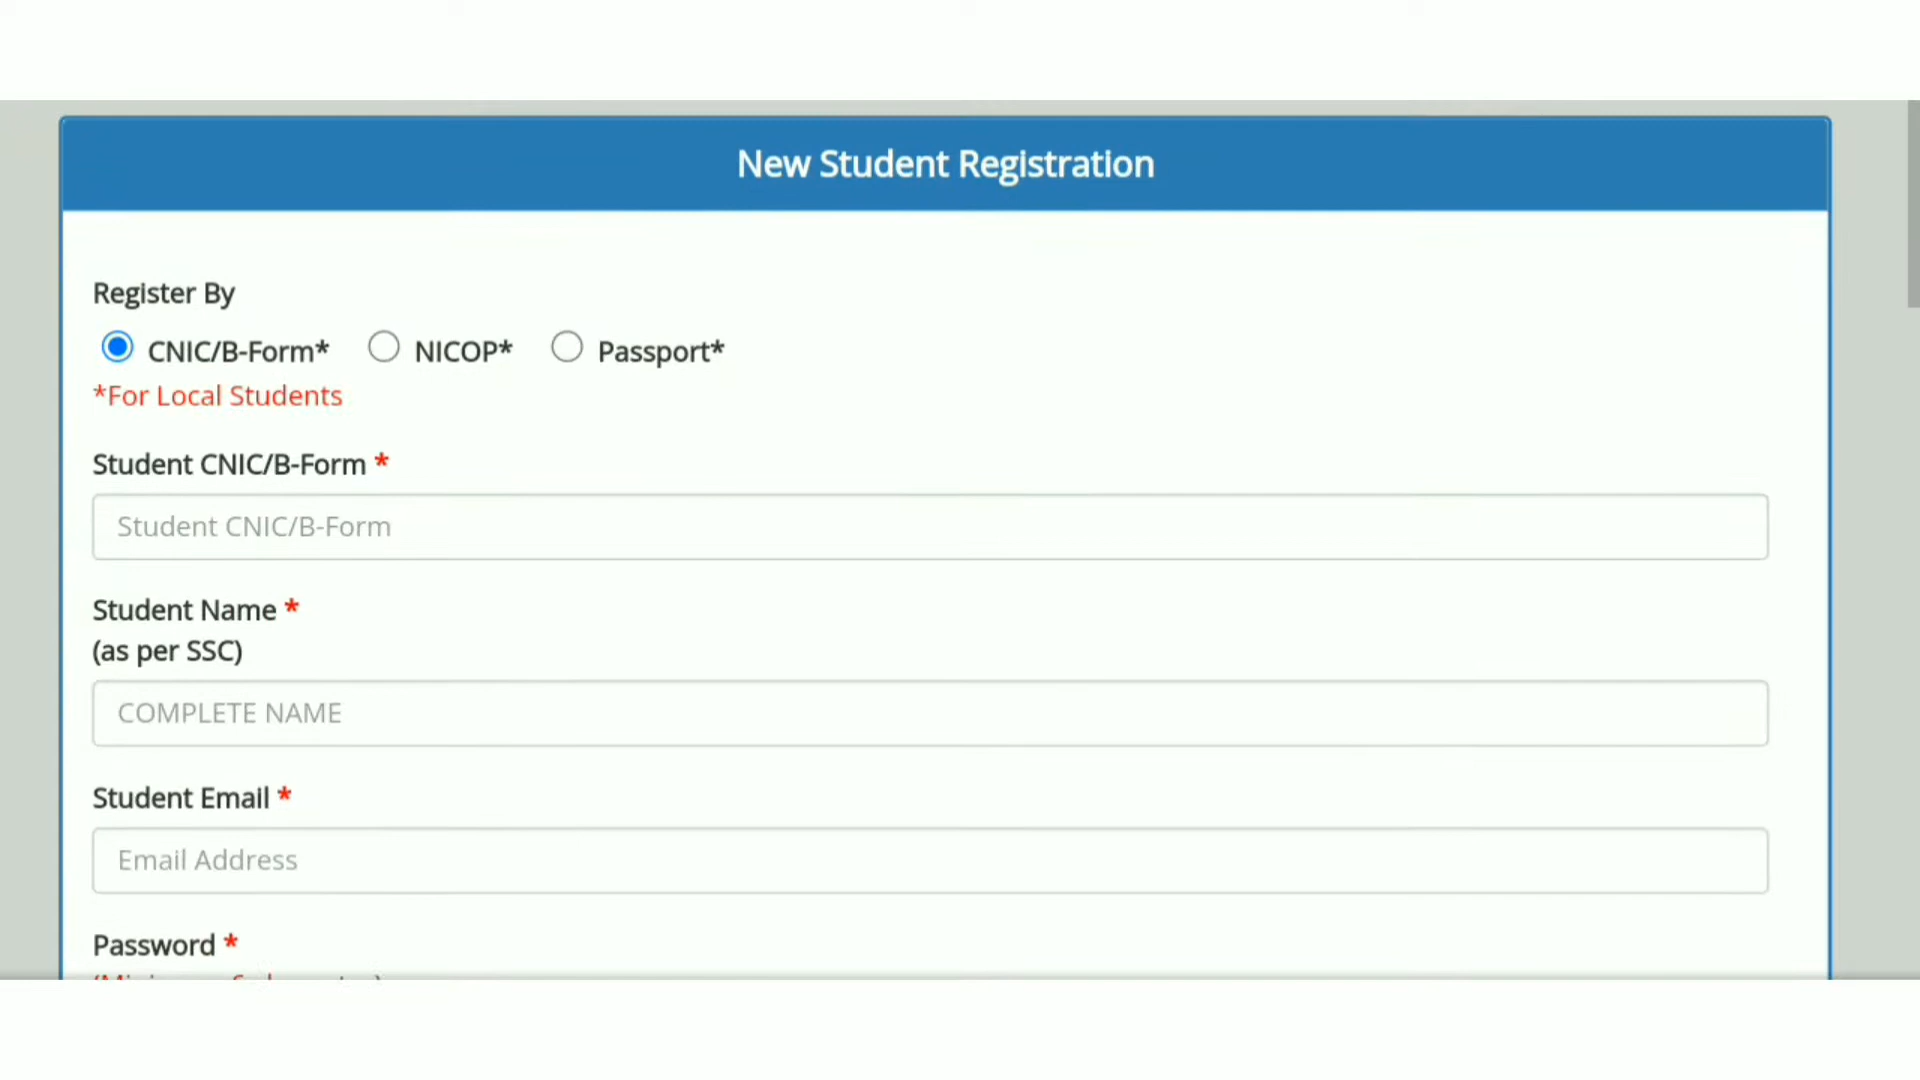 New Student Registration
Register By
CNIC/B-Form* NICOP* Passport*
*For Local Students
Student CNIC/B-Form *
Student CNIC/B-Form
Student Name *
(as per SSC)
COMPLETE NAME
Student Email *
Email Address
Password *